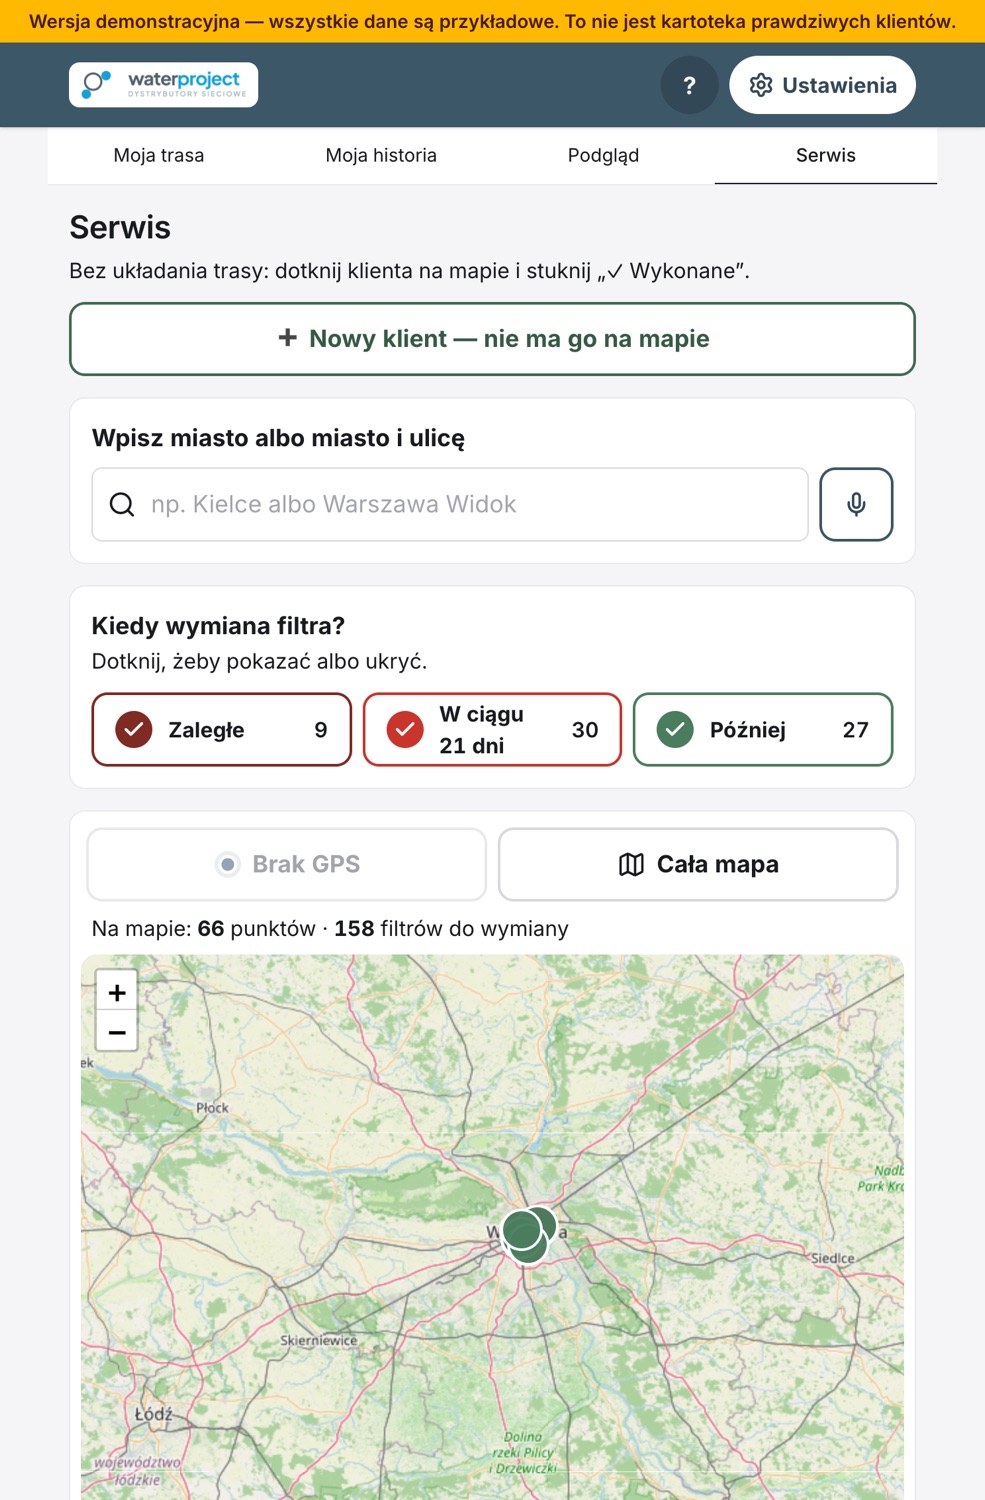 Wersja demonstracyjna — wszystkie dane są przykładowe. To nie jest kartoteka prawdziwych klientów.
waterproject
DYSTRYBUTORY SIECIOWE
?
Ustawienia
Moja trasa
Moja historia
Podgląd
Serwis
Serwis
Bez układania trasy: dotknij klienta na mapie i stuknij „✓ Wykonane”.
+ Nowy klient — nie ma go na mapie
Wpisz miasto albo miasto i ulicę
np. Kielce albo Warszawa Widok
Kiedy wymiana filtra?
Dotknij, żeby pokazać albo ukryć.
Zaległe 9
W ciągu
21 dni
30
Później 27
Brak GPS
Cała mapa
Na mapie: 66 punktów · 158 filtrów do wymiany
+
−
ek
Płock
Nadb
Park Kra
W
a
Siedlce
Skierniewice
Łódź
województwo
łódzkie
Dolina
rzeki Pilicy
i Drzewiczki